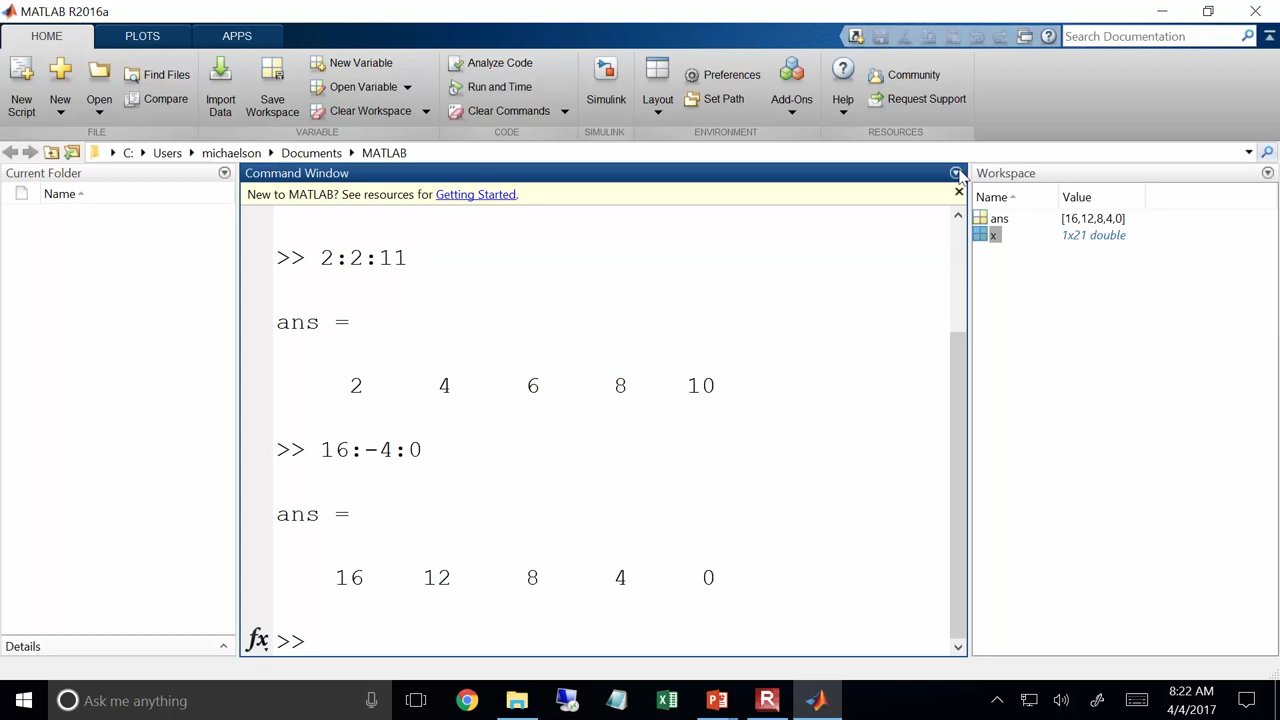 MATLAB R2016a
HOME PLOTS APPS
Search Documentation
New Script
New
Open
Find Files
Compare
Import Data
Save Workspace
New Variable
Open Variable
Clear Workspace
Analyze Code
Run and Time
Clear Commands
Simulink
Layout
Preferences
Set Path
Add-Ons
Help
Community
Request Support
FILE VARIABLE CODE SIMULINK ENVIRONMENT RESOURCES
C: Users michaelson Documents MATLAB
Current Folder
Name
Details
Command Window
New to MATLAB? See resources for Getting Started.
>> 2:2:11
ans =
2 4 6 8 10
>> 16:-4:0
ans =
16 12 8 4 0
fx >>
Workspace
Name Value
ans [16,12,8,4,0]
x 1x21 double
Ask me anything
8:22 AM
4/4/2017